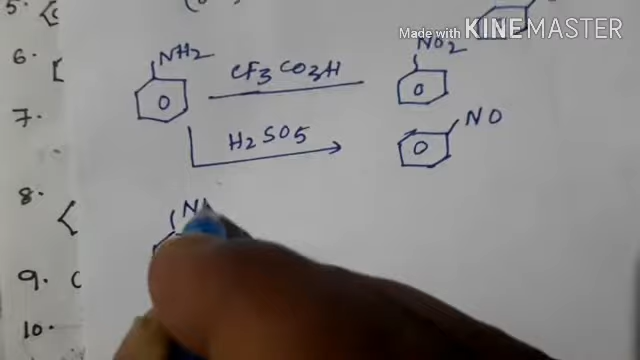 5.
Made with KINEMASTER
6.
NH2
CF3CO3H
NO2
7.
H2SO5
NO
8.
N
9.
10.